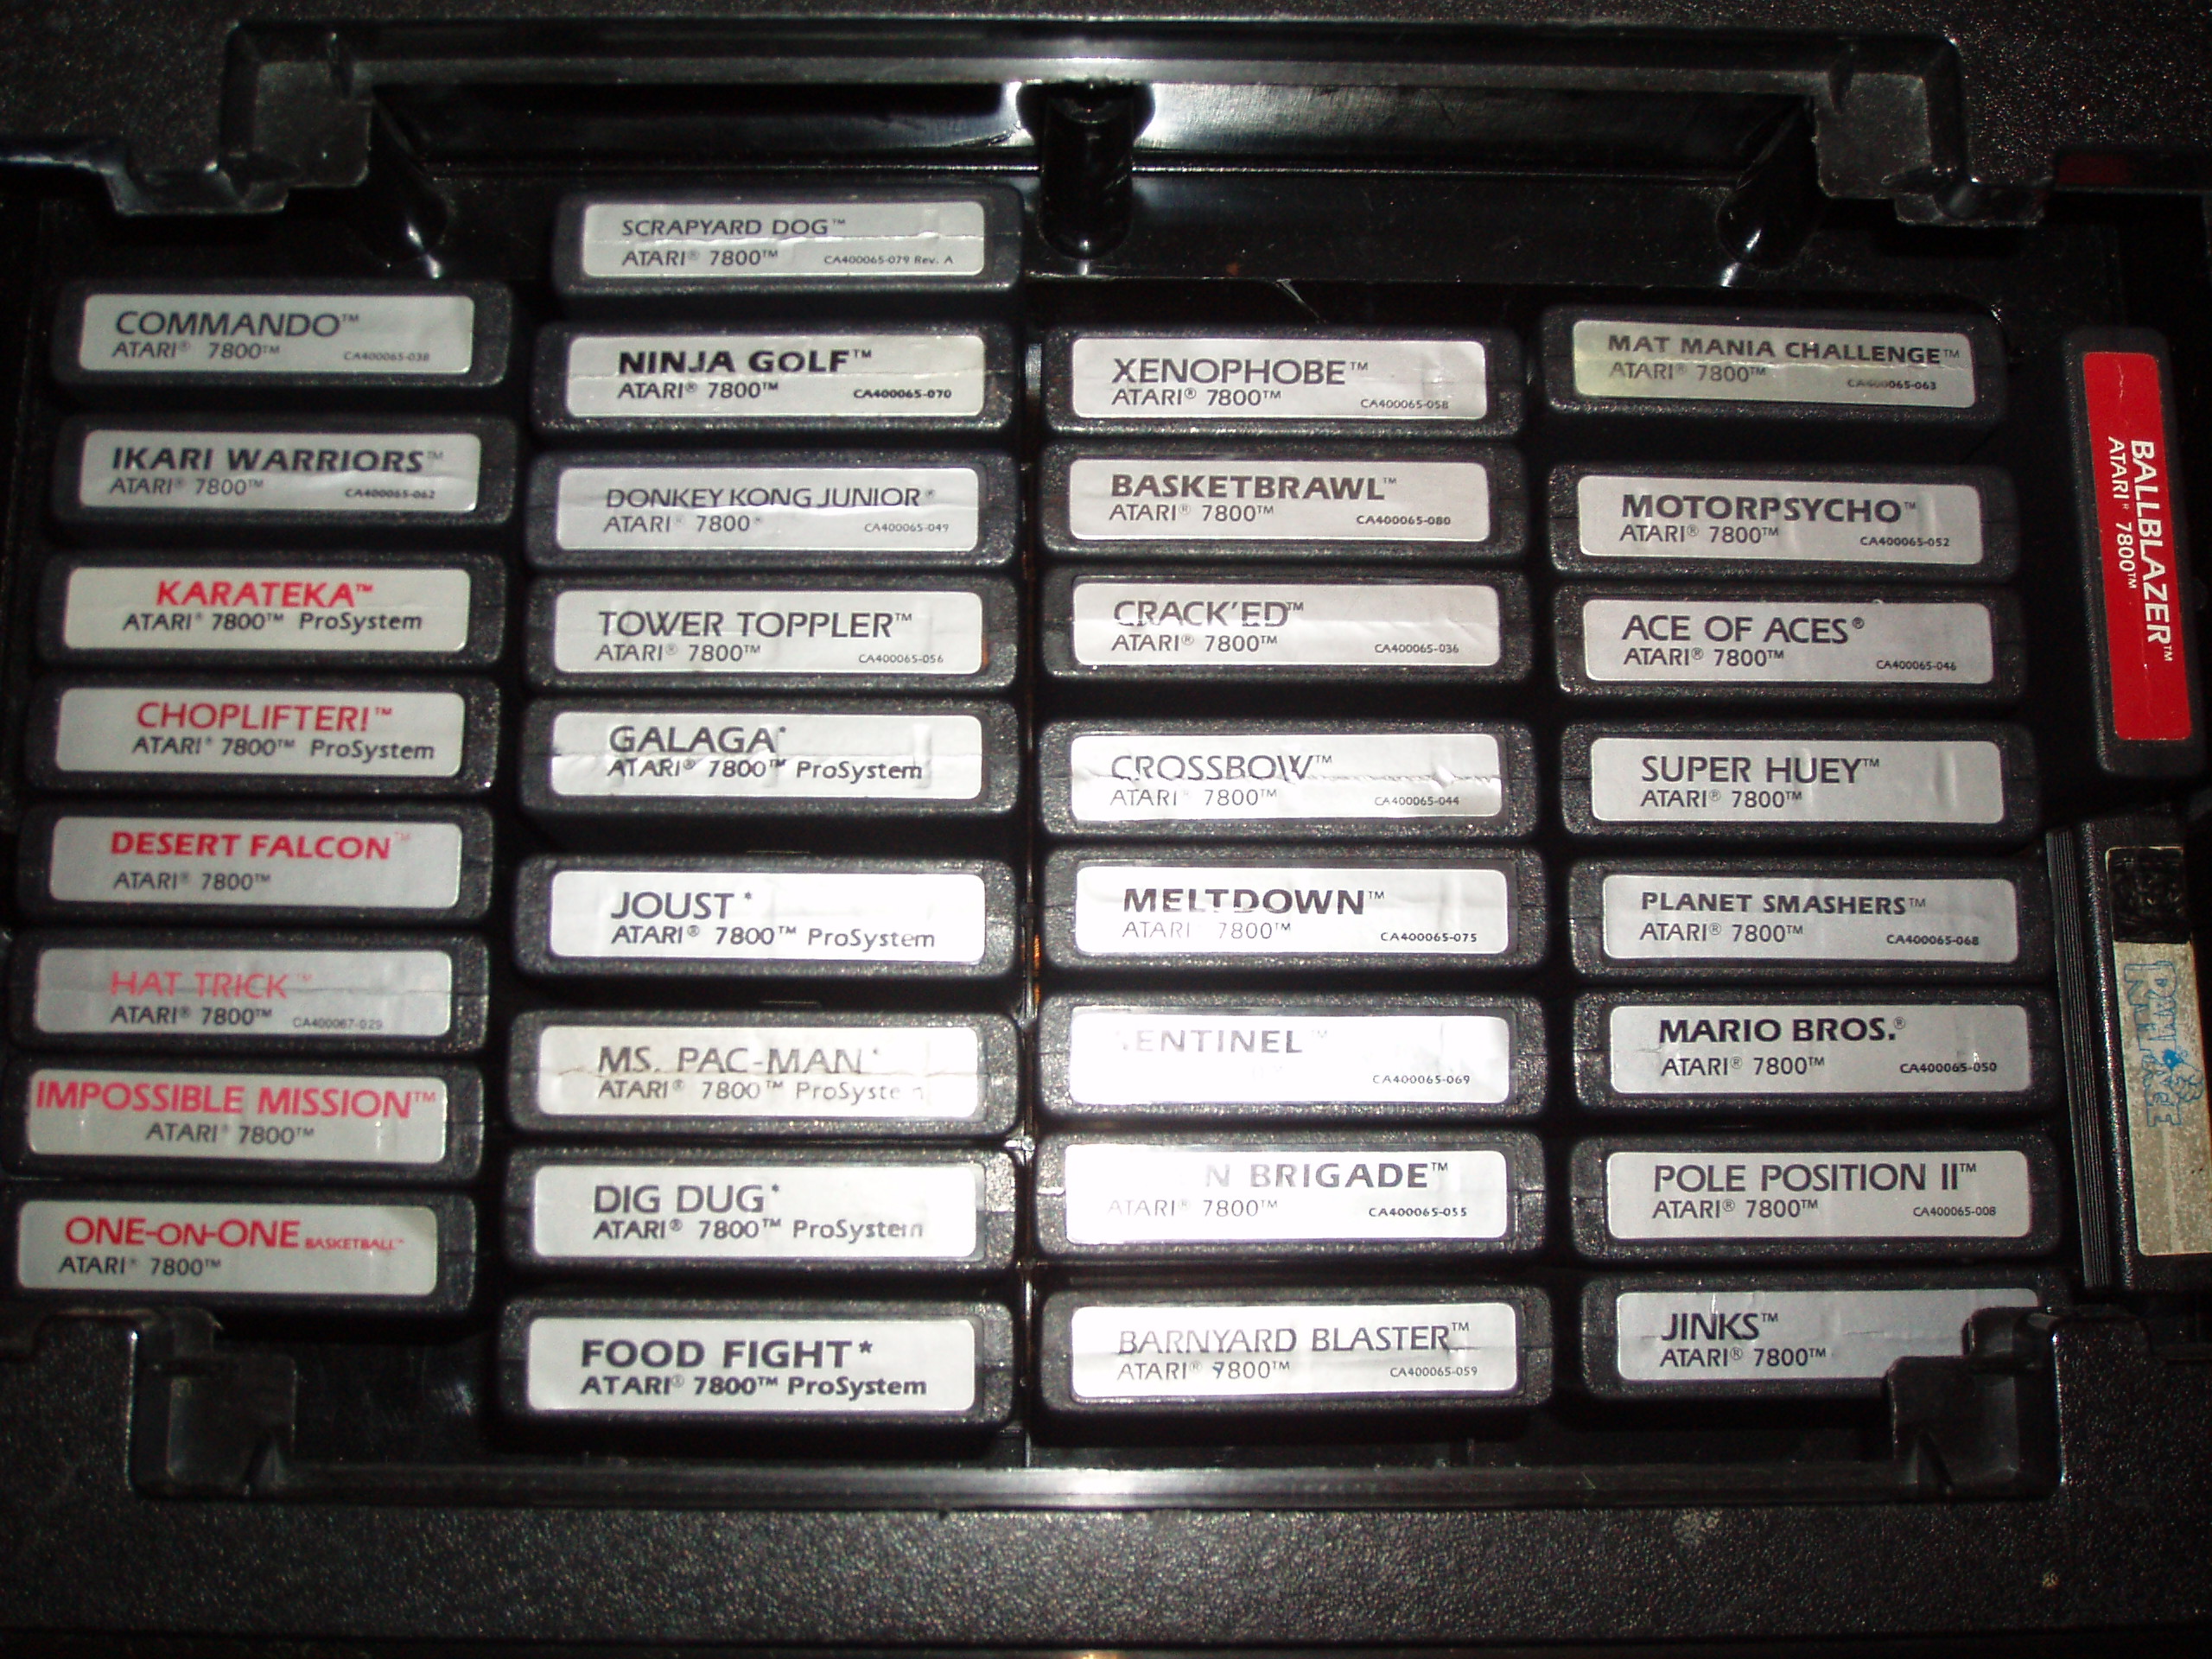 COMMANDO™
ATARI® 7800™ CA400065-038
IKARI WARRIORS™
ATARI® 7800™ CA400065-062
KARATEKA™
ATARI® 7800™ ProSystem
CHOPLIFTER!™
ATARI® 7800™ ProSystem
DESERT FALCON™
ATARI® 7800™
HAT TRICK™
ATARI® 7800™ CA400067-029
IMPOSSIBLE MISSION™
ATARI® 7800™
ONE-ON-ONE BASKETBALL™
ATARI® 7800™
SCRAPYARD DOG™
ATARI® 7800™ CA400065-079 Rev. A
NINJA GOLF™
ATARI® 7800™ CA400065-070
DONKEY KONG JUNIOR*
ATARI® 7800™ CA400065-049
TOWER TOPPLER™
ATARI® 7800™ CA400065-056
GALAGA*
ATARI® 7800™ ProSystem
JOUST*
ATARI® 7800™ ProSystem
MS. PAC-MAN*
ATARI® 7800™ ProSystem
DIG DUG*
ATARI® 7800™ ProSystem
FOOD FIGHT*
ATARI® 7800™ ProSystem
XENOPHOBE™
ATARI® 7800™ CA400065-058
BASKETBRAWL™
ATARI® 7800™ CA400065-080
CRACK'ED™
ATARI® 7800™ CA400065-036
CROSSBOW™
ATARI® 7800™ CA400065-044
MELTDOWN™
ATARI® 7800™ CA400065-075
ENTINEL™
CA400065-069
N BRIGADE™
ATARI® 7800™ CA400065-055
BARNYARD BLASTER™
ATARI® 7800™ CA400065-059
MAT MANIA CHALLENGE™
ATARI® 7800™ CA400065-063
MOTORPSYCHO™
ATARI® 7800™ CA400065-052
ACE OF ACES®
ATARI® 7800™ CA400065-046
SUPER HUEY™
ATARI® 7800™
PLANET SMASHERS™
ATARI® 7800™ CA400065-068
MARIO BROS.®
ATARI® 7800™ CA400065-050
POLE POSITION II™
ATARI® 7800™ CA400065-008
JINKS™
ATARI® 7800™
BALLBLAZER™
ATARI® 7800™